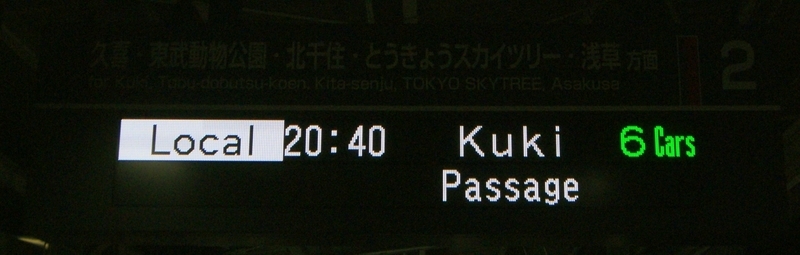 久喜・東武動物公園・北千住・とうきょうスカイツリー・浅草 方面 2
for Kuki, Tobu-dobutsu-koen, Kita-senju, TOKYO SKYTREE, Asakusa
Local 20:40 Kuki 6 Cars
Passage